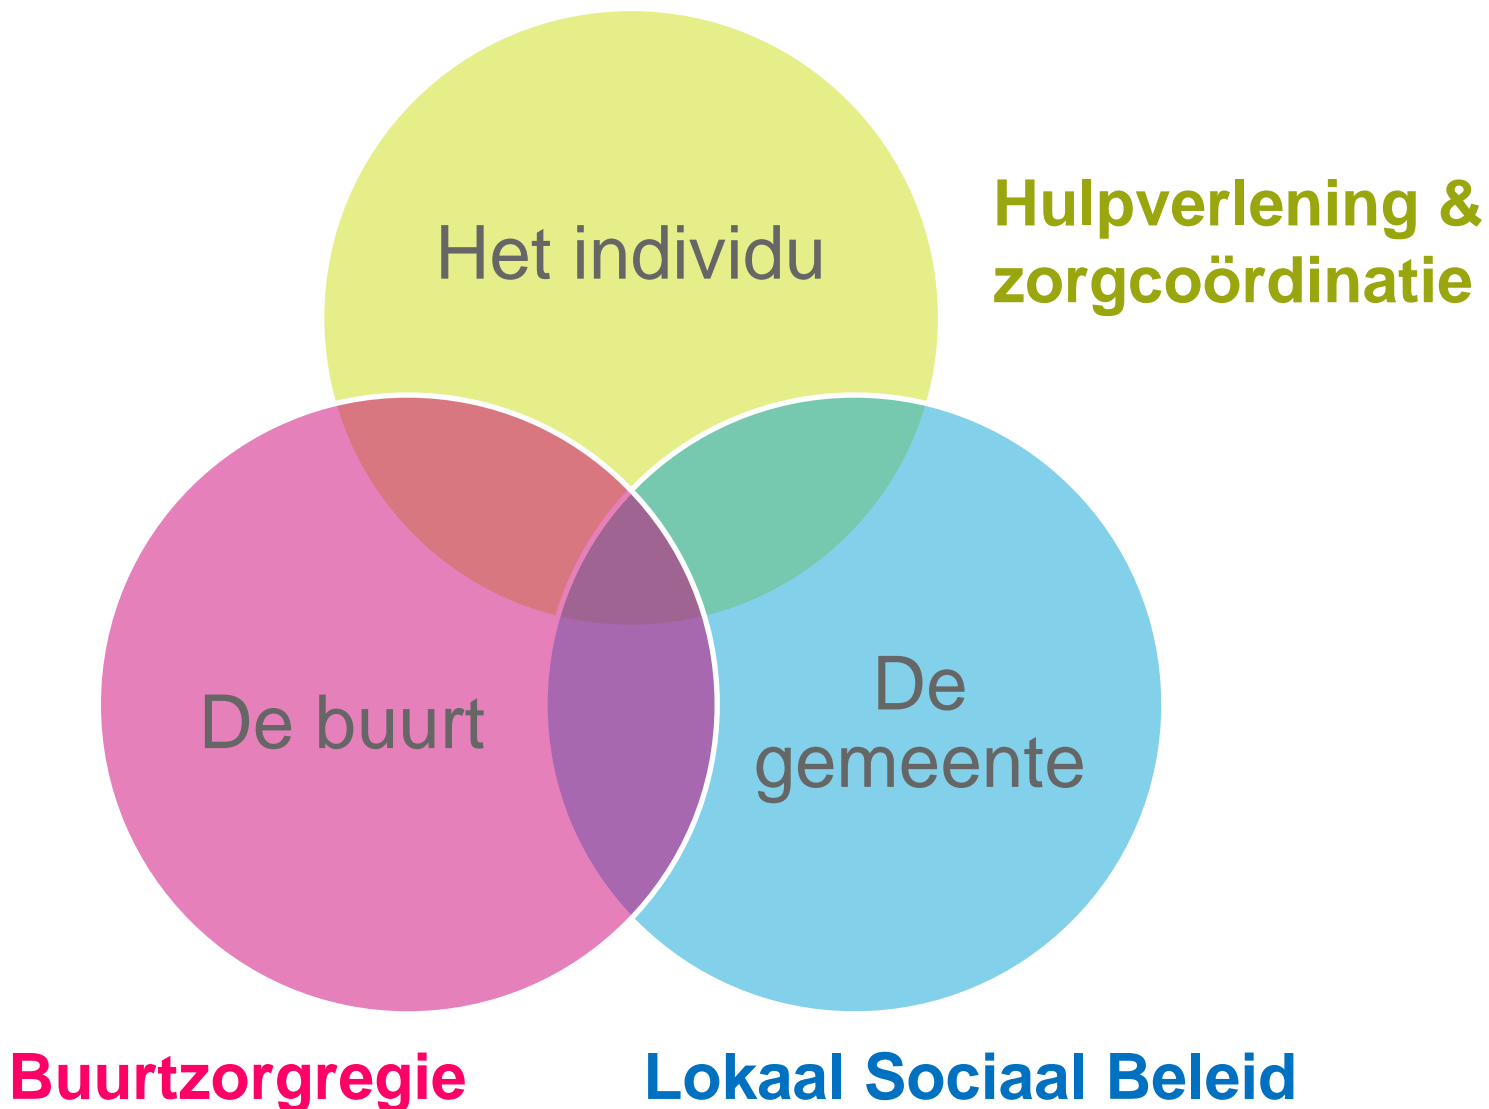 Het individu
Hulpverlening &
zorgcoördinatie
De buurt
De
gemeente
Buurtzorgregie
Lokaal Sociaal Beleid